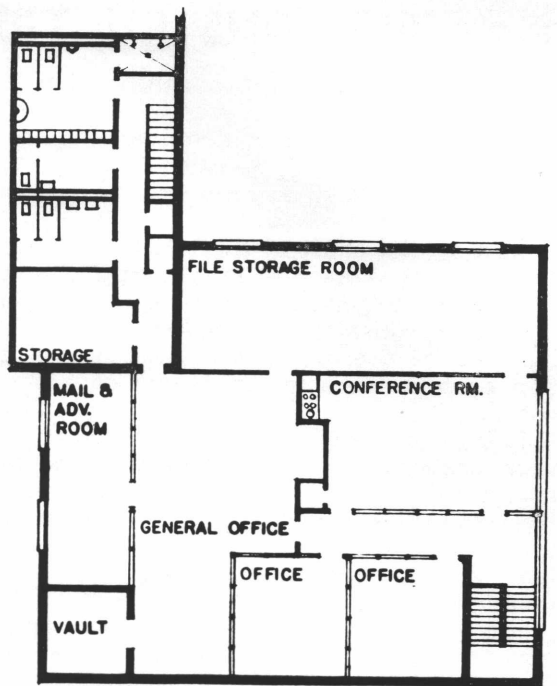 FILE STORAGE ROOM
STORAGE
MAIL &
ADV.
ROOM
CONFERENCE RM.
GENERAL OFFICE
OFFICE
OFFICE
VAULT